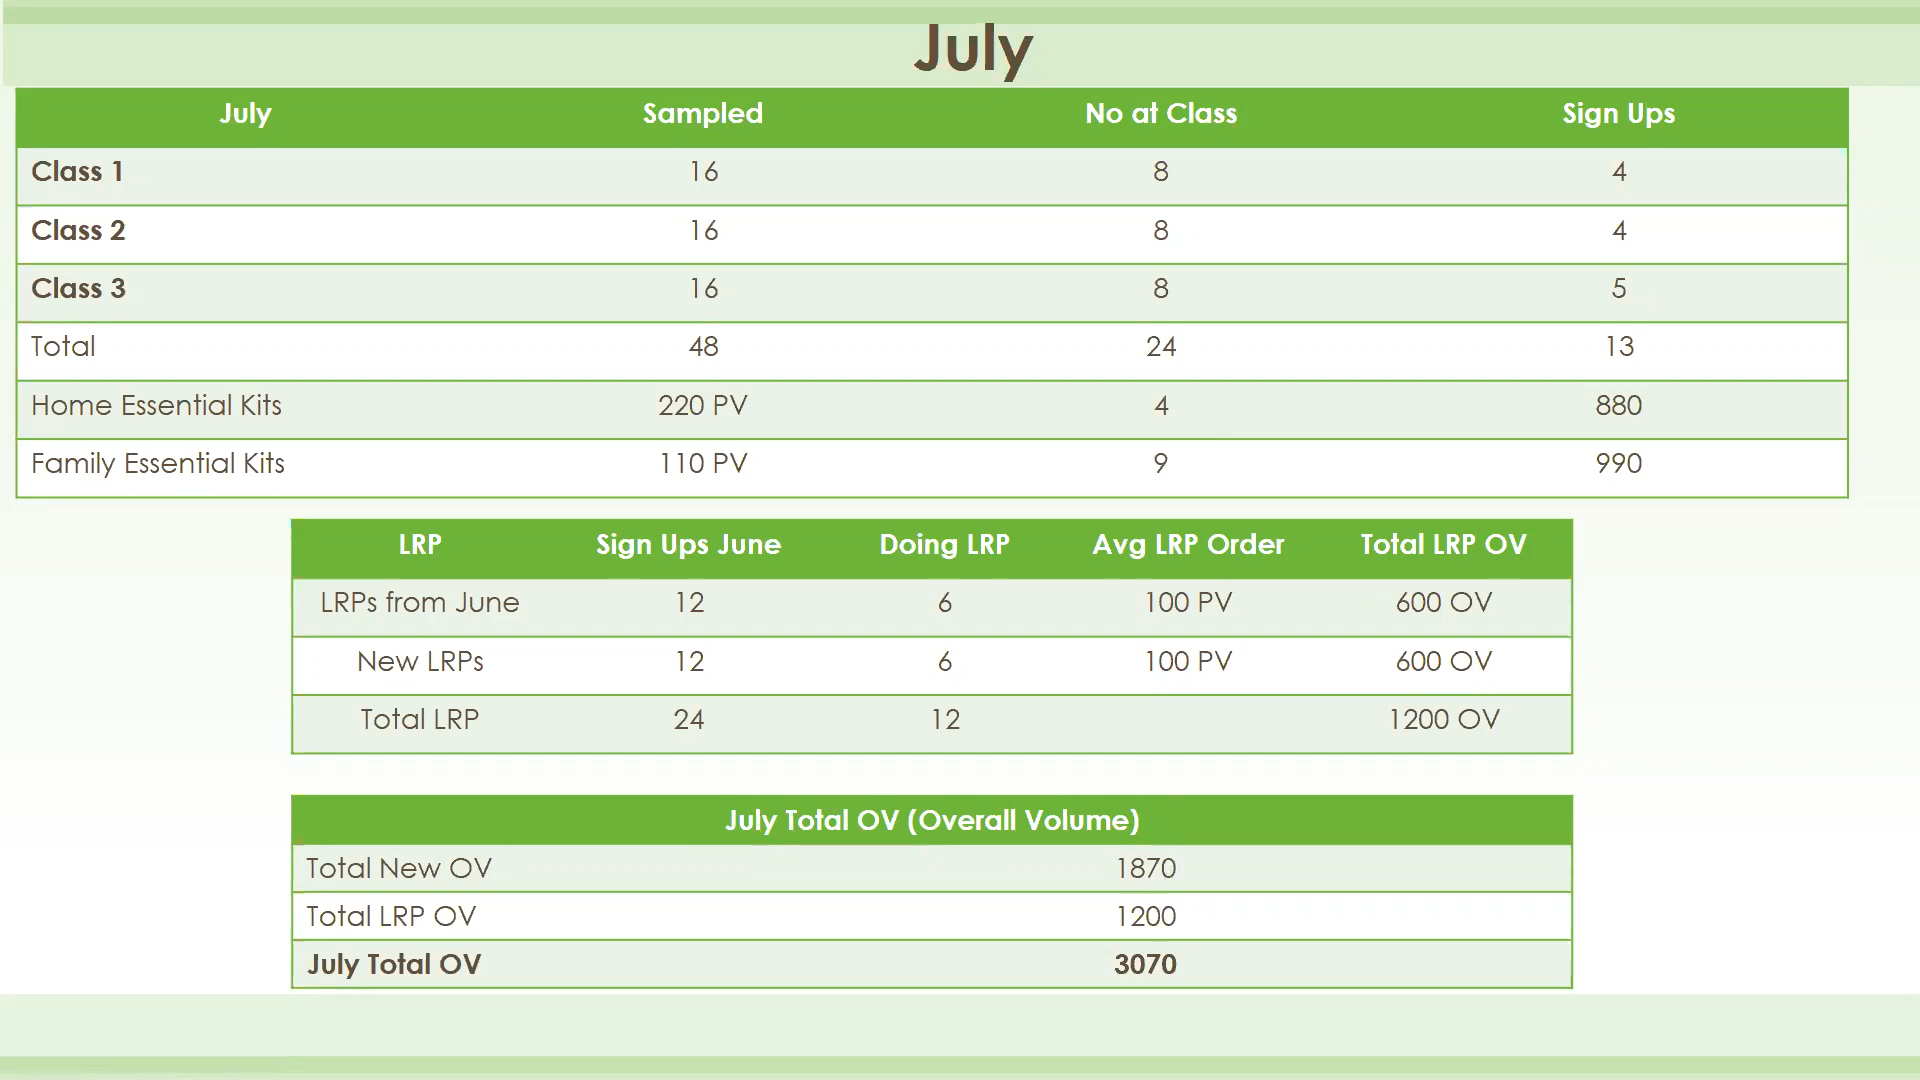 July
July Sampled No at Class Sign Ups
Class 1 16 8 4
Class 2 16 8 4
Class 3 16 8 5
Total 48 24 13
Home Essential Kits 220 PV 4 880
Family Essential Kits 110 PV 9 990
LRP Sign Ups June Doing LRP Avg LRP Order Total LRP OV
LRPs from June 12 6 100 PV 600 OV
New LRPs 12 6 100 PV 600 OV
Total LRP 24 12 1200 OV
July Total OV (Overall Volume)
Total New OV 1870
Total LRP OV 1200
July Total OV 3070